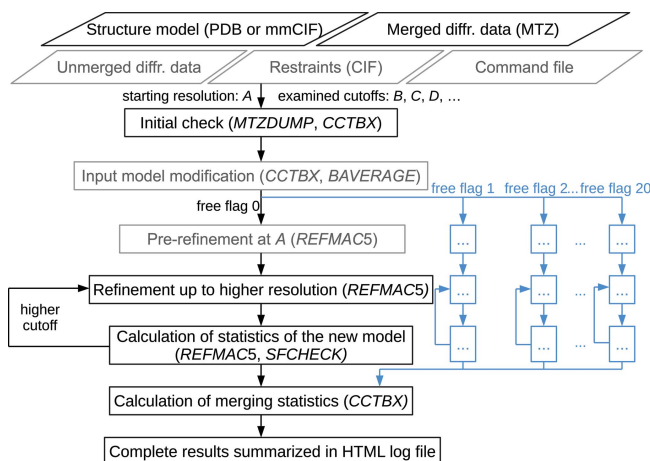 Structure model (PDB or mmCIF)
Merged diffr. data (MTZ)
Unmerged diffr. data
Restraints (CIF)
Command file
starting resolution: A
examined cutoffs: B, C, D, ...
Initial check (MTZDUMP, CCTBX)
Input model modification (CCTBX, BAVERAGE)
free flag 0
free flag 1
free flag 2
...
free flag 20
Pre-refinement at A (REFMAC5)
...
...
...
...
Refinement up to higher resolution (REFMAC5)
...
...
...
...
higher
cutoff
Calculation of statistics of the new model
(REFMAC5, SFCHECK)
...
...
...
...
Calculation of merging statistics (CCTBX)
Complete results summarized in HTML log file